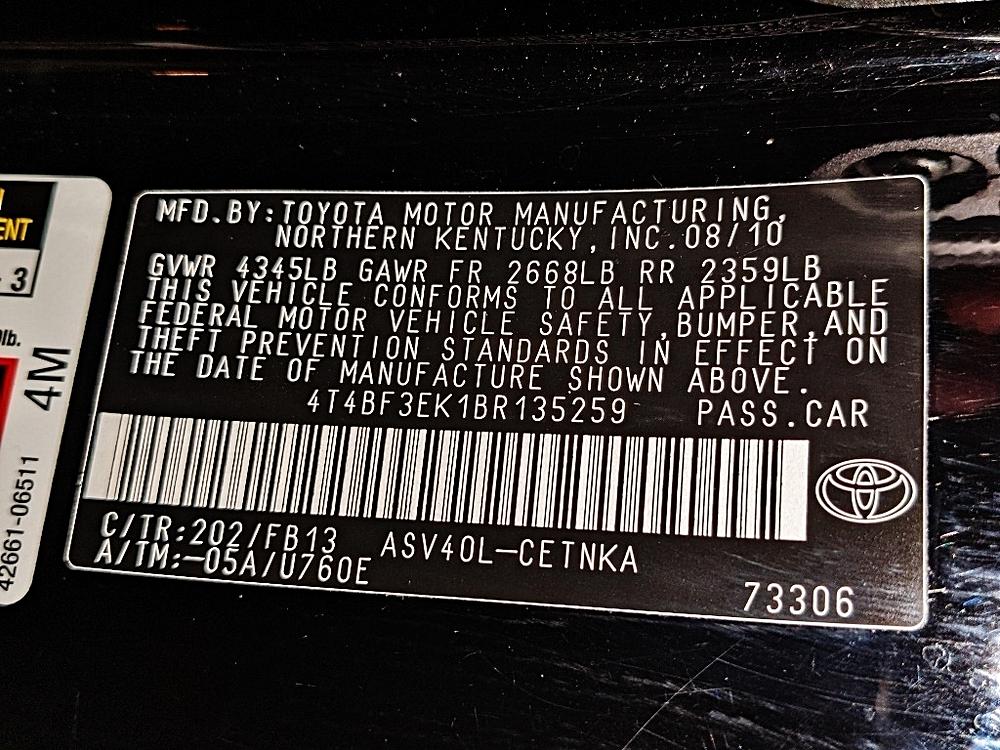 MFD.BY:TOYOTA MOTOR MANUFACTURING,
NORTHERN KENTUCKY, INC. 08/10
GVWR 4345LB GAWR FR 2668LB RR 2359LB
THIS VEHICLE CONFORMS TO ALL APPLICABLE
FEDERAL MOTOR VEHICLE SAFETY,BUMPER,AND
THEFT PREVENTION STANDARDS IN EFFECT ON
THE DATE OF MANUFACTURE SHOWN ABOVE.
4T4BF3EK1BR135259 PASS.CAR
C/TR:202/FB13 ASV40L-CETNKA
A/TM:-05A/U760E
73306
3
lb.
4M
42661-06511